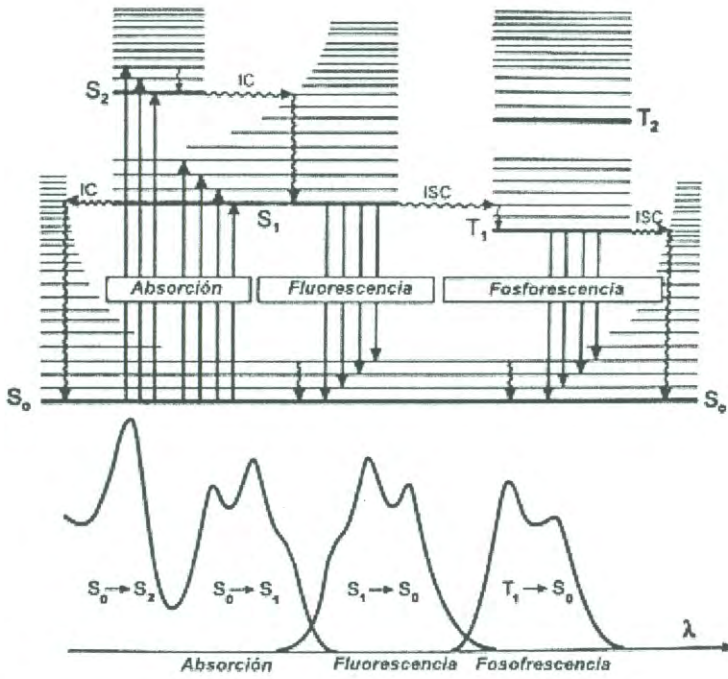 IC
S2
T2
IC
ISC
S1
T1
ISC
Absorción
Fluorescencia
Fosforescencia
S0
S0
S0→S2
S0→S1
S1→S0
T1→S0
λ
Absorción
Fluorescencia
Fosofrescencia